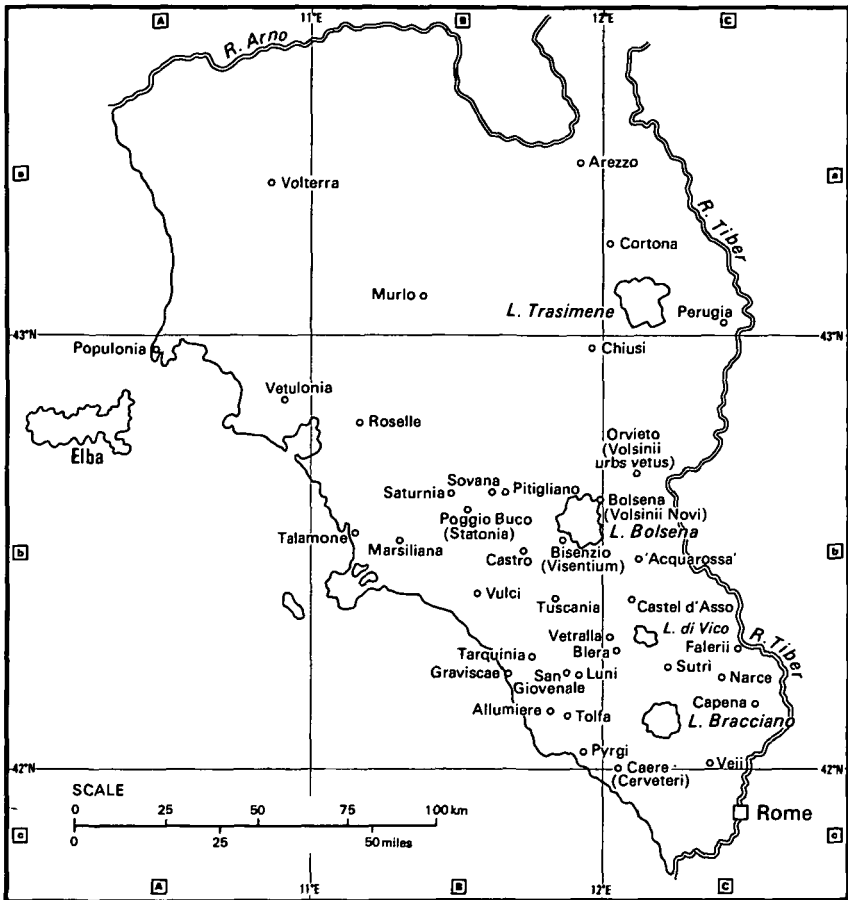 A
11°E
B
12°E
C
R. Arno
a
a
Arezzo
Volterra
R. Tiber
Cortona
Murlo
L. Trasimene
Perugia
43°N
43°N
Populonia
Chiusi
Vetulonia
Roselle
Elba
Orvieto
(Volsinii
urbs vetus)
Sovana
Saturnia
Pitigliano
Bolsena
(Volsinii Novi)
Poggio Buco
(Statonia)
L. Bolsena
Talamone
Marsiliana
b
b
Castro
Bisenzio
(Visentium)
'Acquarossa'
Vulci
Tuscania
Castel d'Asso
Vetralla
L. di Vico
Blera
Falerii
R. Tiber
Tarquinia
Graviscae
San
Giovenale
Luni
Sutri
Narce
Allumiere
Tolfa
Capena
L. Bracciano
Pyrgi
42°N
42°N
Caere
(Cerveteri)
Veii
SCALE
0 25 50 75 100 km
0 25 50 miles
Rome
c
c
A
11°E
B
12°E
C